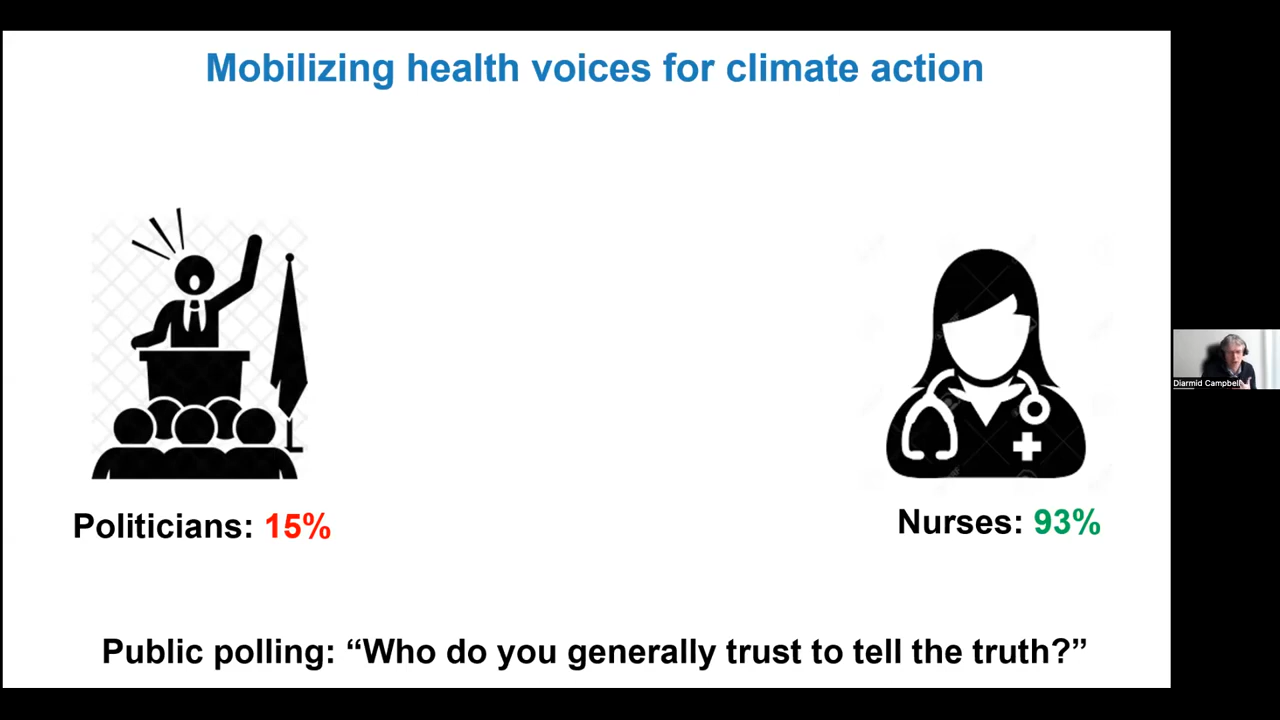 Mobilizing health voices for climate action
Politicians: 15%
Nurses: 93%
Public polling: “Who do you generally trust to tell the truth?”
Diarmid Campbell